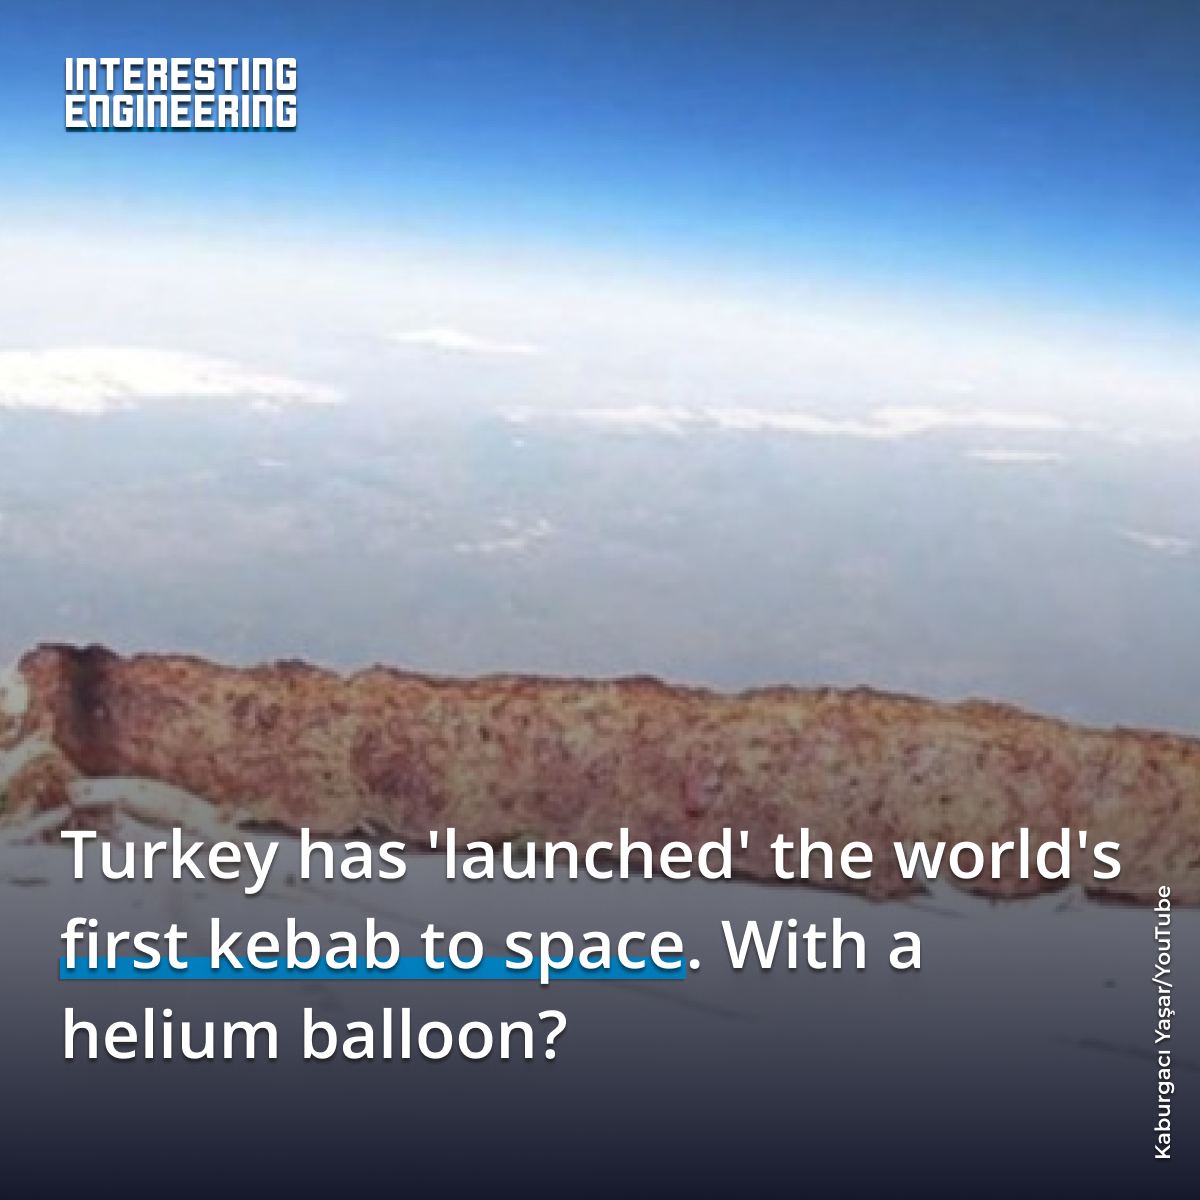 INTERESTING
ENGINEERING
Turkey has 'launched' the world's
first kebab to space. With a
helium balloon?
Kaburgacı Yaşar/YouTube